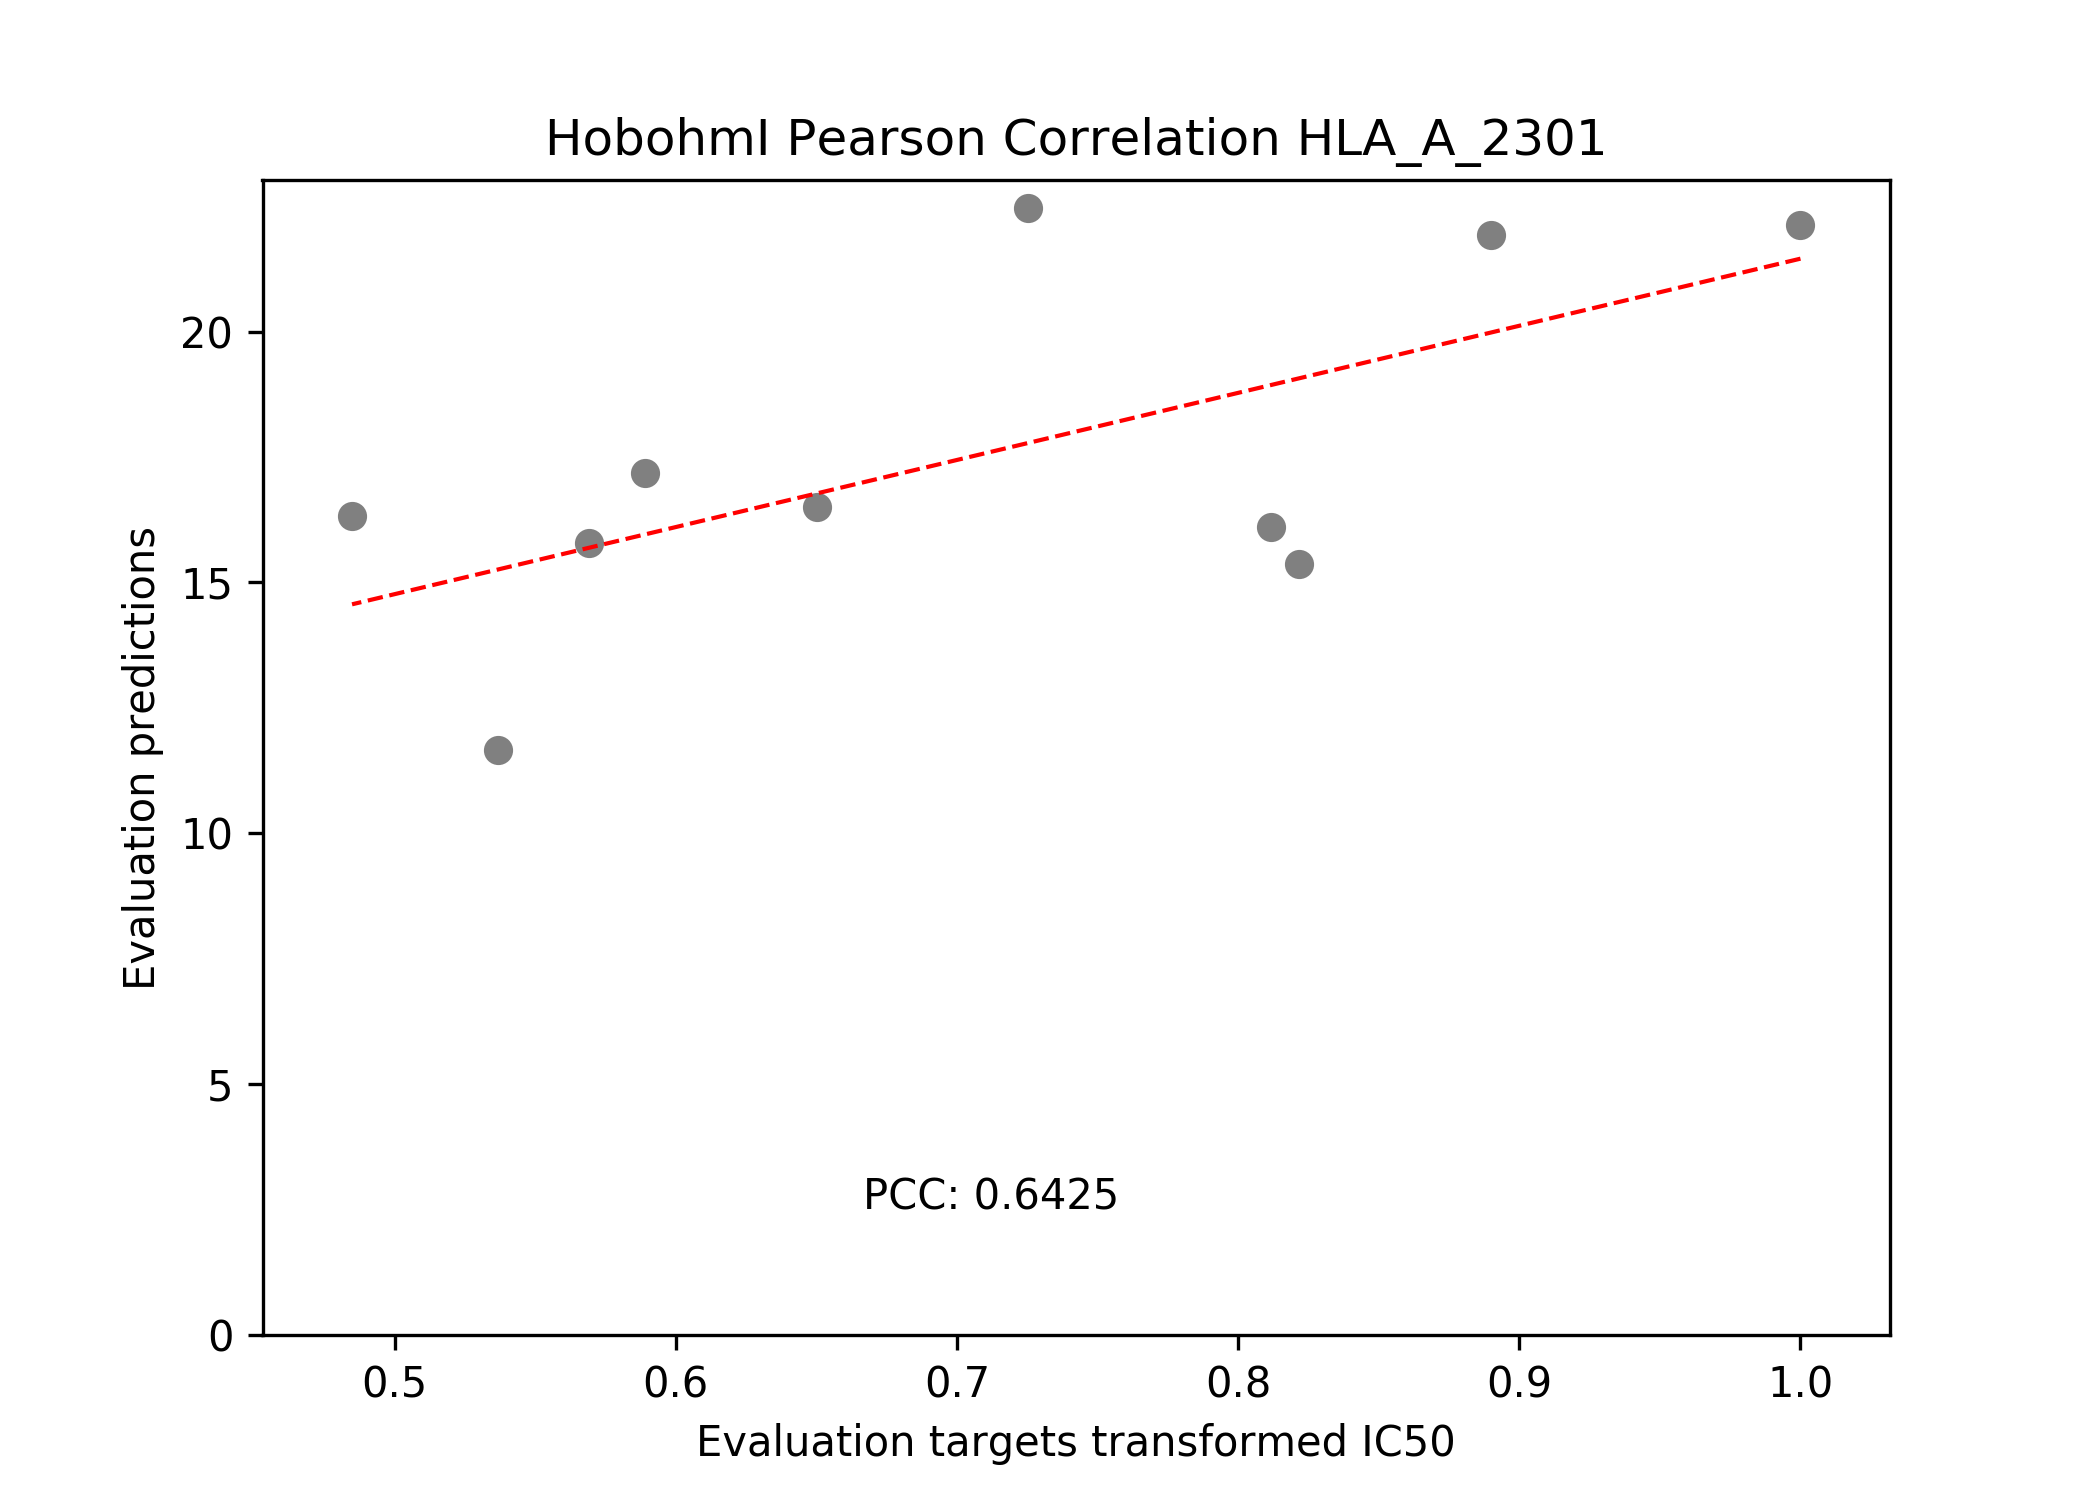 HobohmI Pearson Correlation HLA_A_2301
Evaluation predictions
20
15
10
5
0
PCC: 0.6425
0.5 0.6 0.7 0.8 0.9 1.0
Evaluation targets transformed IC50